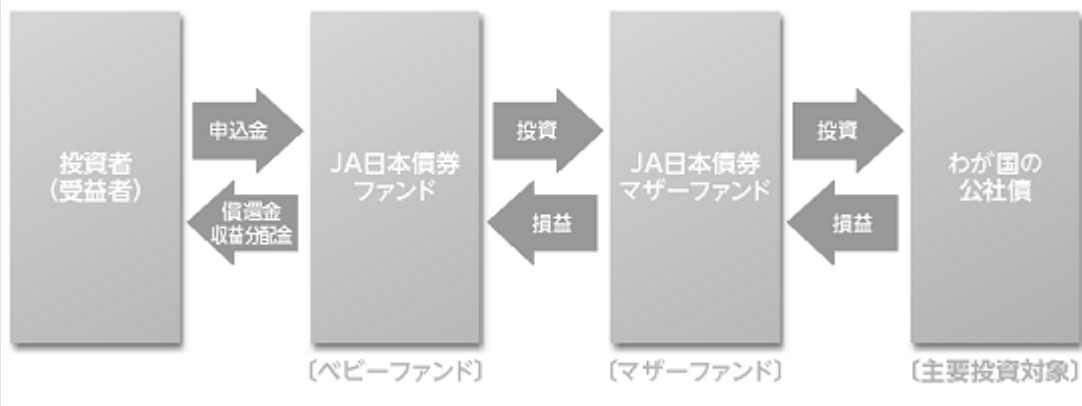 投資者
（受益者）
申込金
償還金
収益分配金
JA日本債券
ファンド
〔ベビーファンド〕
投資
損益
JA日本債券
マザーファンド
〔マザーファンド〕
投資
損益
わが国の
公社債
〔主要投資対象〕